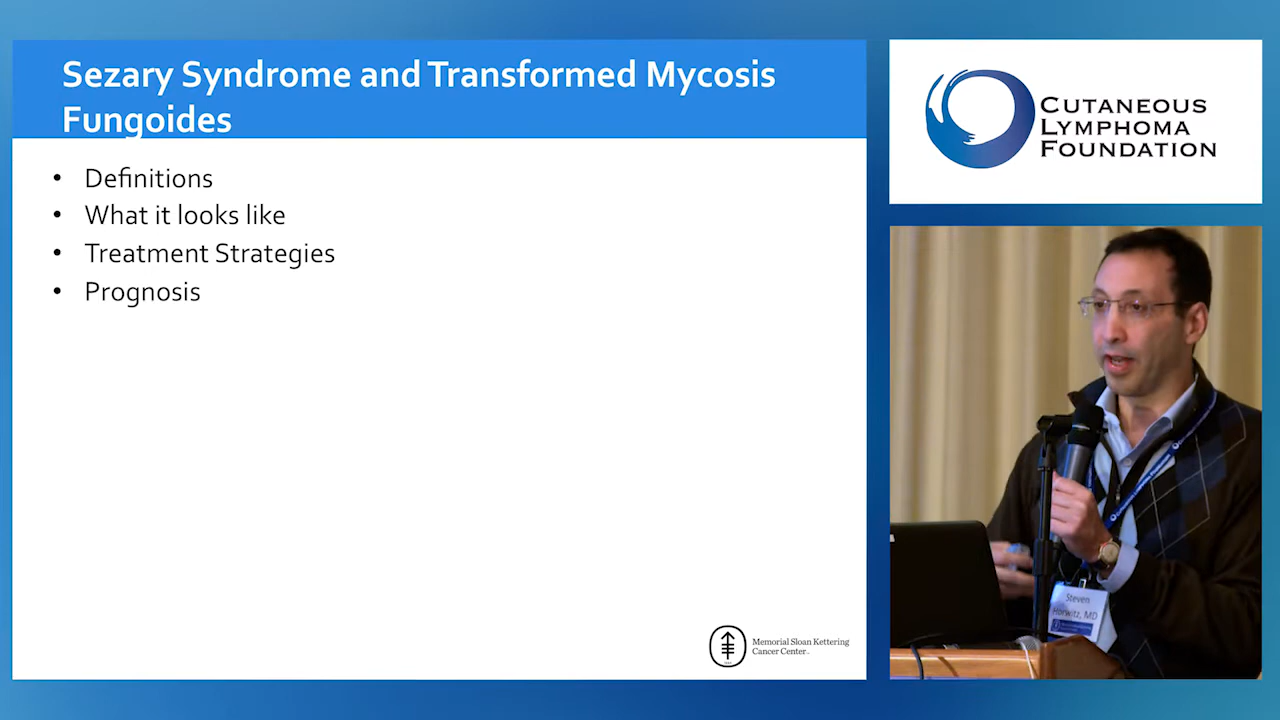 Sezary Syndrome and Transformed Mycosis
Fungoides
• Definitions
• What it looks like
• Treatment Strategies
• Prognosis
Memorial Sloan Kettering
Cancer Center
CUTANEOUS
LYMPHOMA
FOUNDATION
Steven
Horwitz, MD